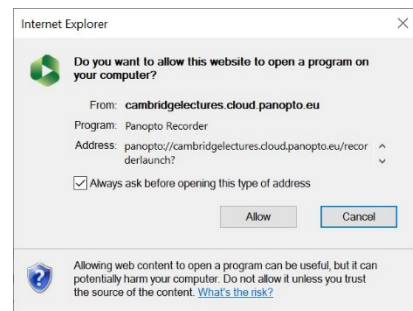 Internet Explorer
Do you want to allow this website to open a program on
your computer?
From: cambridgelectures.cloud.panopto.eu
Program: Panopto Recorder
Address: panopto://cambridgelectures.cloud.panopto.eu/recor
derlaunch?
Always ask before opening this type of address
Allow Cancel
Allowing web content to open a program can be useful, but it can
potentially harm your computer. Do not allow it unless you trust
the source of the content. What's the risk?